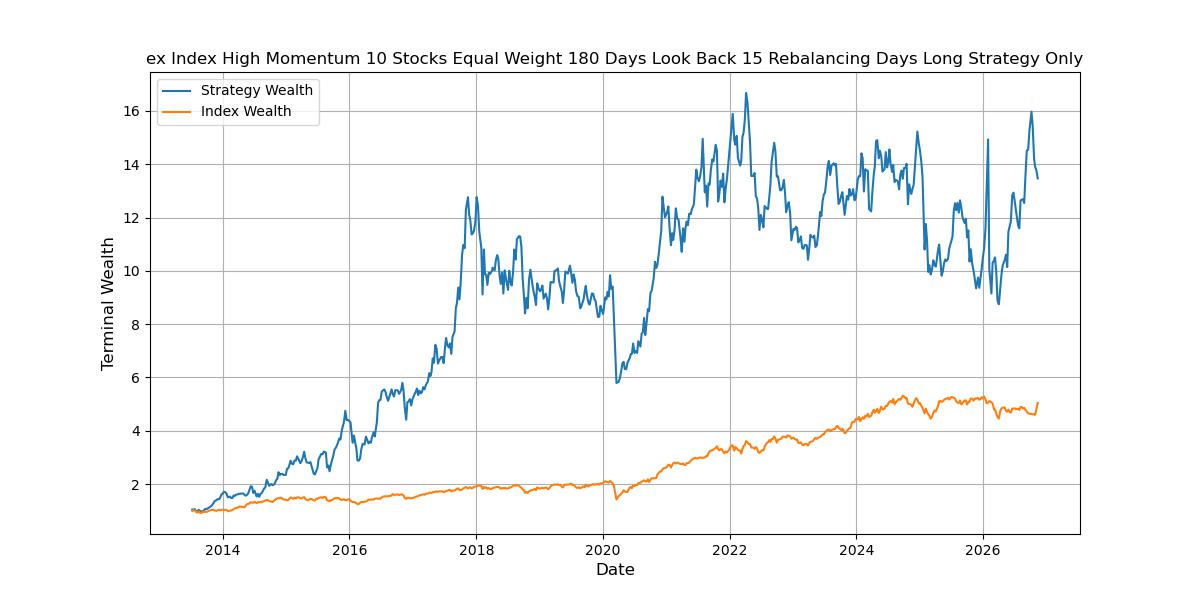 ex Index High Momentum 10 Stocks Equal Weight 180 Days Look Back 15 Rebalancing Days Long Strategy Only
Strategy Wealth
Index Wealth
Terminal Wealth
16
14
12
10
8
6
4
2
2014 2016 2018 2020 2022 2024 2026
Date